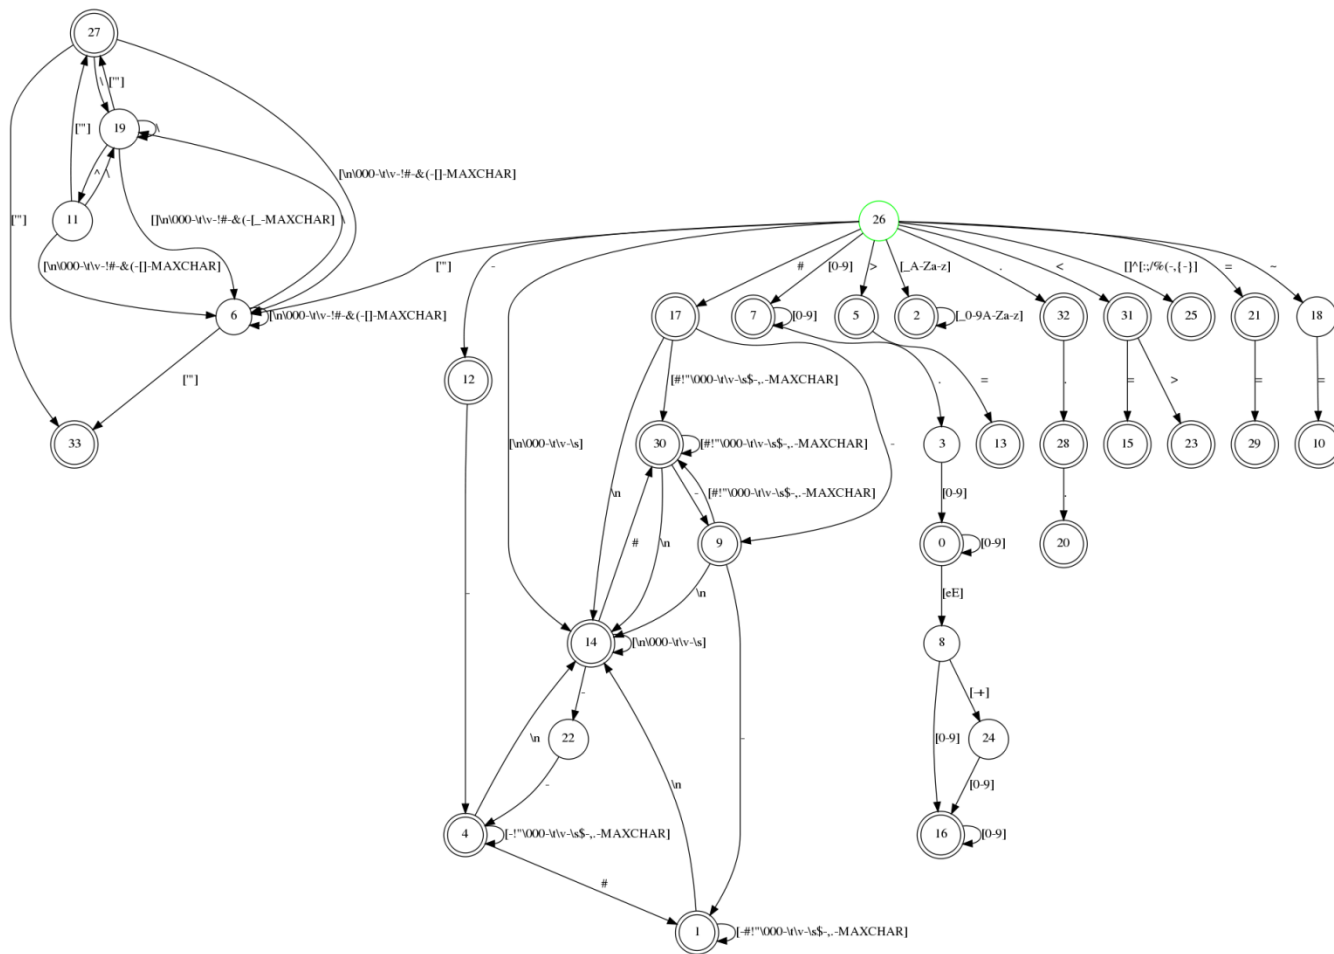 27
\ ["']
19 \
["']
^ \
["'] [\n\000-\t\v-!#-&(-[]-MAXCHAR]
11 []\n\000-\t\v-!#-&(-[_-MAXCHAR] \
26
[\n\000-\t\v-!#-&(-[]-MAXCHAR]
["'] - # [0-9] > [_A-Za-z] . < []^[:;/%(-,{-}] = ~
6 [\n\000-\t\v-!#-&(-[]-MAXCHAR]
17 7 [0-9] 5 2 [_0-9A-Za-z] 32 31 25 21 18
["'] 12 [#!"\000-\t\v-\s$-,.-MAXCHAR] . = . = > = =
33 [\n\000-\t\v-\s] 30 [#!"\000-\t\v-\s$-,.-MAXCHAR] - 3 13 28 15 23 29 10
\n - [#!"\000-\t\v-\s$-,.-MAXCHAR] [0-9] .
# \n 9 0 [0-9] 20
- \n [eE]
14 [\n\000-\t\v-\s] 8
- [-+]
\n 22 \n - [0-9] 24
- [0-9]
4 [-!"\000-\t\v-\s$-,.-MAXCHAR] 16 [0-9]
#
1 [-#!"\000-\t\v-\s$-,.-MAXCHAR]